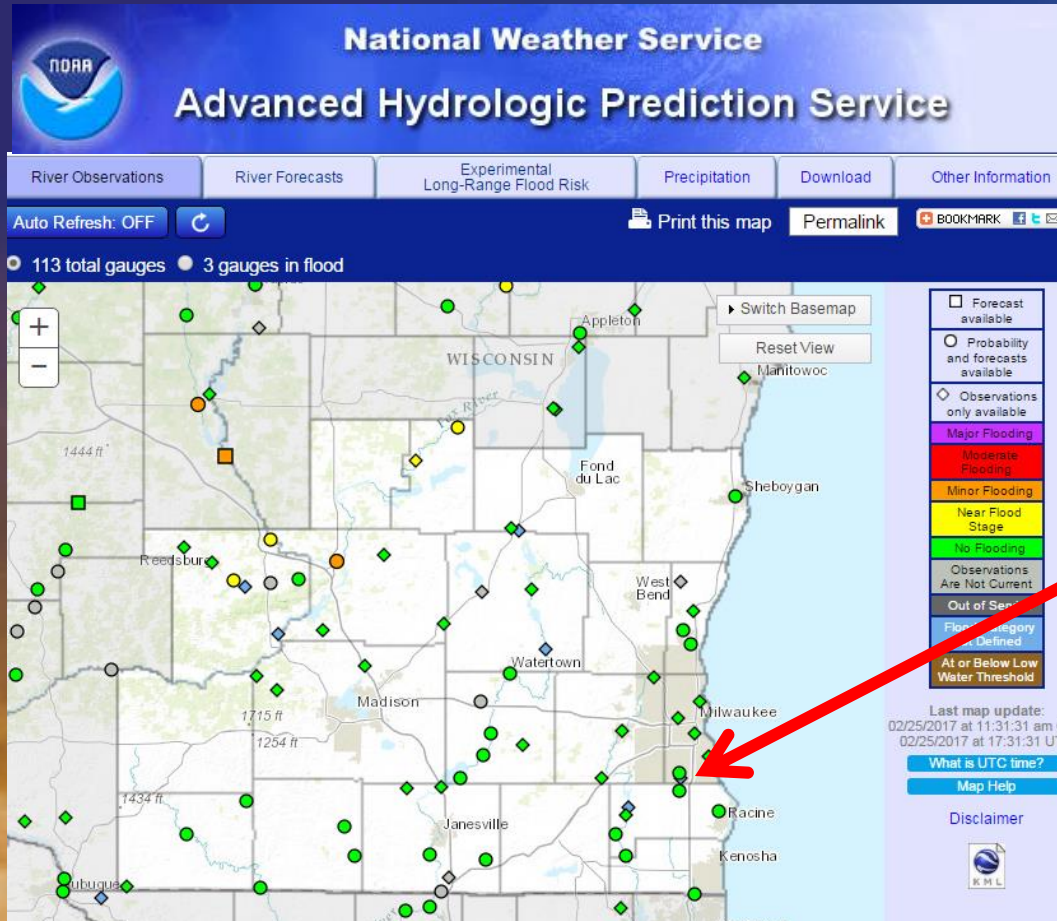 NOAA
National Weather Service
Advanced Hydrologic Prediction Service
River Observations
River Forecasts
Experimental
Long-Range Flood Risk
Precipitation
Download
Other Information
Auto Refresh: OFF
Print this map
Permalink
BOOKMARK
113 total gauges
3 gauges in flood
+
−
Switch Basemap
Reset View
Appleton
WISCONSIN
Manitowoc
Fox River
1444 ft
Fond
du Lac
Sheboygan
Reedsburg
West
Bend
Watertown
Madison
Milwaukee
1715 ft
1254 ft
1434 ft
Janesville
Racine
Kenosha
ubuque
Forecast
available
Probability
and forecasts
available
Observations
only available
Major Flooding
Moderate
Flooding
Minor Flooding
Near Flood
Stage
No Flooding
Observations
Are Not Current
Out of
Flood
Defined
At or Below Low
Water Threshold
Last map update:
02/25/2017 at 11:31:31 am
02/25/2017 at 17:31:31
What is UTC time?
Map Help
Disclaimer
KML